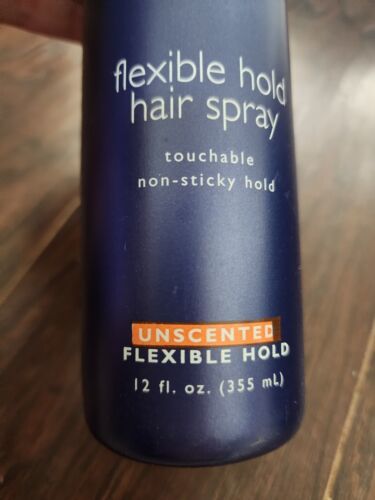 flexible hold
hair spray
touchable
non-sticky hold
UNSCENTED
FLEXIBLE HOLD
12 fl. oz. (355 mL)